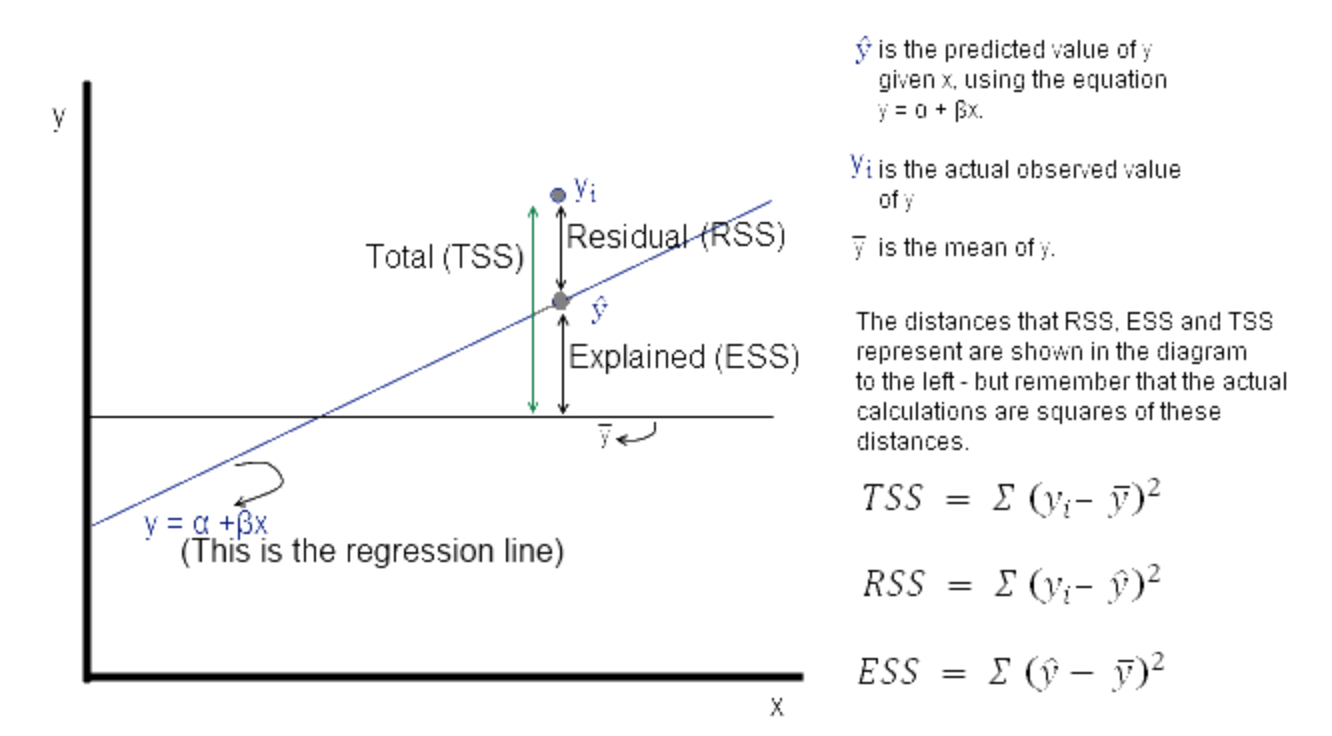 y
yi
Residual (RSS)
Total (TSS)
ŷ
Explained (ESS)
y̅
y = α +βx
(This is the regression line)
x
ŷ is the predicted value of y
given x, using the equation
y = α + βx.
yi is the actual observed value
of y
y̅ is the mean of y.
The distances that RSS, ESS and TSS
represent are shown in the diagram
to the left - but remember that the actual
calculations are squares of these
distances.
TSS = Σ (yi – y̅)²
RSS = Σ (yi – ŷ)²
ESS = Σ (ŷ – y̅)²